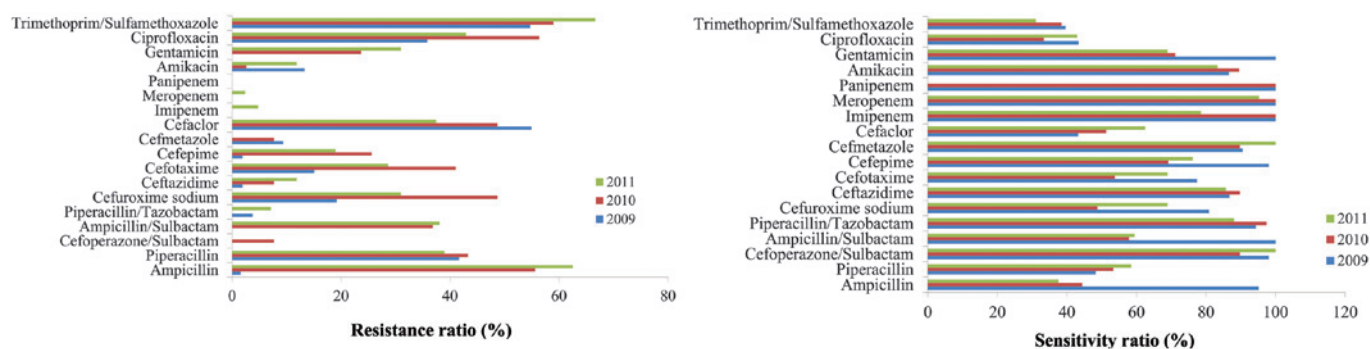 Trimethoprim/Sulfamethoxazole
Ciprofloxacin
Gentamicin
Amikacin
Panipenem
Meropenem
Imipenem
Cefaclor
Cefmetazole
Cefepime
Cefotaxime
Ceftazidime
Cefuroxime sodium
Piperacillin/Tazobactam
Ampicillin/Sulbactam
Cefoperazone/Sulbactam
Piperacillin
Ampicillin
2011
2010
2009
0 20 40 60 80
Resistance ratio (%)
Trimethoprim/Sulfamethoxazole
Ciprofloxacin
Gentamicin
Amikacin
Panipenem
Meropenem
Imipenem
Cefaclor
Cefmetazole
Cefepime
Cefotaxime
Ceftazidime
Cefuroxime sodium
Piperacillin/Tazobactam
Ampicillin/Sulbactam
Cefoperazone/Sulbactam
Piperacillin
Ampicillin
2011
2010
2009
0 20 40 60 80 100 120
Sensitivity ratio (%)